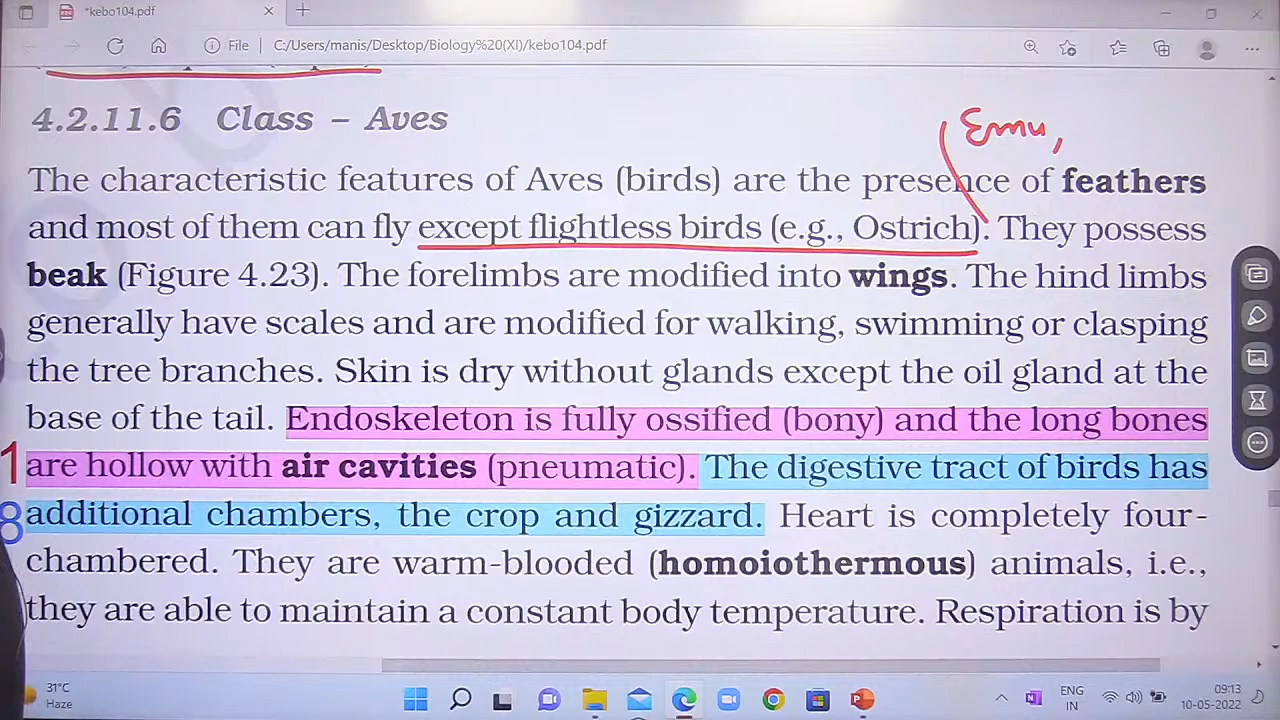 *kebo104.pdf
File
C:/Users/manis/Desktop/Biology%20(XI)/kebo104.pdf
4.2.11.6 Class – Aves
Emu,
The characteristic features of Aves (birds) are the presence of feathers
and most of them can fly except flightless birds (e.g., Ostrich). They possess
beak (Figure 4.23). The forelimbs are modified into wings. The hind limbs
generally have scales and are modified for walking, swimming or clasping
the tree branches. Skin is dry without glands except the oil gland at the
base of the tail. Endoskeleton is fully ossified (bony) and the long bones
1 are hollow with air cavities (pneumatic). The digestive tract of birds has
8 additional chambers, the crop and gizzard. Heart is completely four-
chambered. They are warm-blooded (homoiothermous) animals, i.e.,
they are able to maintain a constant body temperature. Respiration is by
31°C
Haze
ENG
IN
09:13
10-05-2022